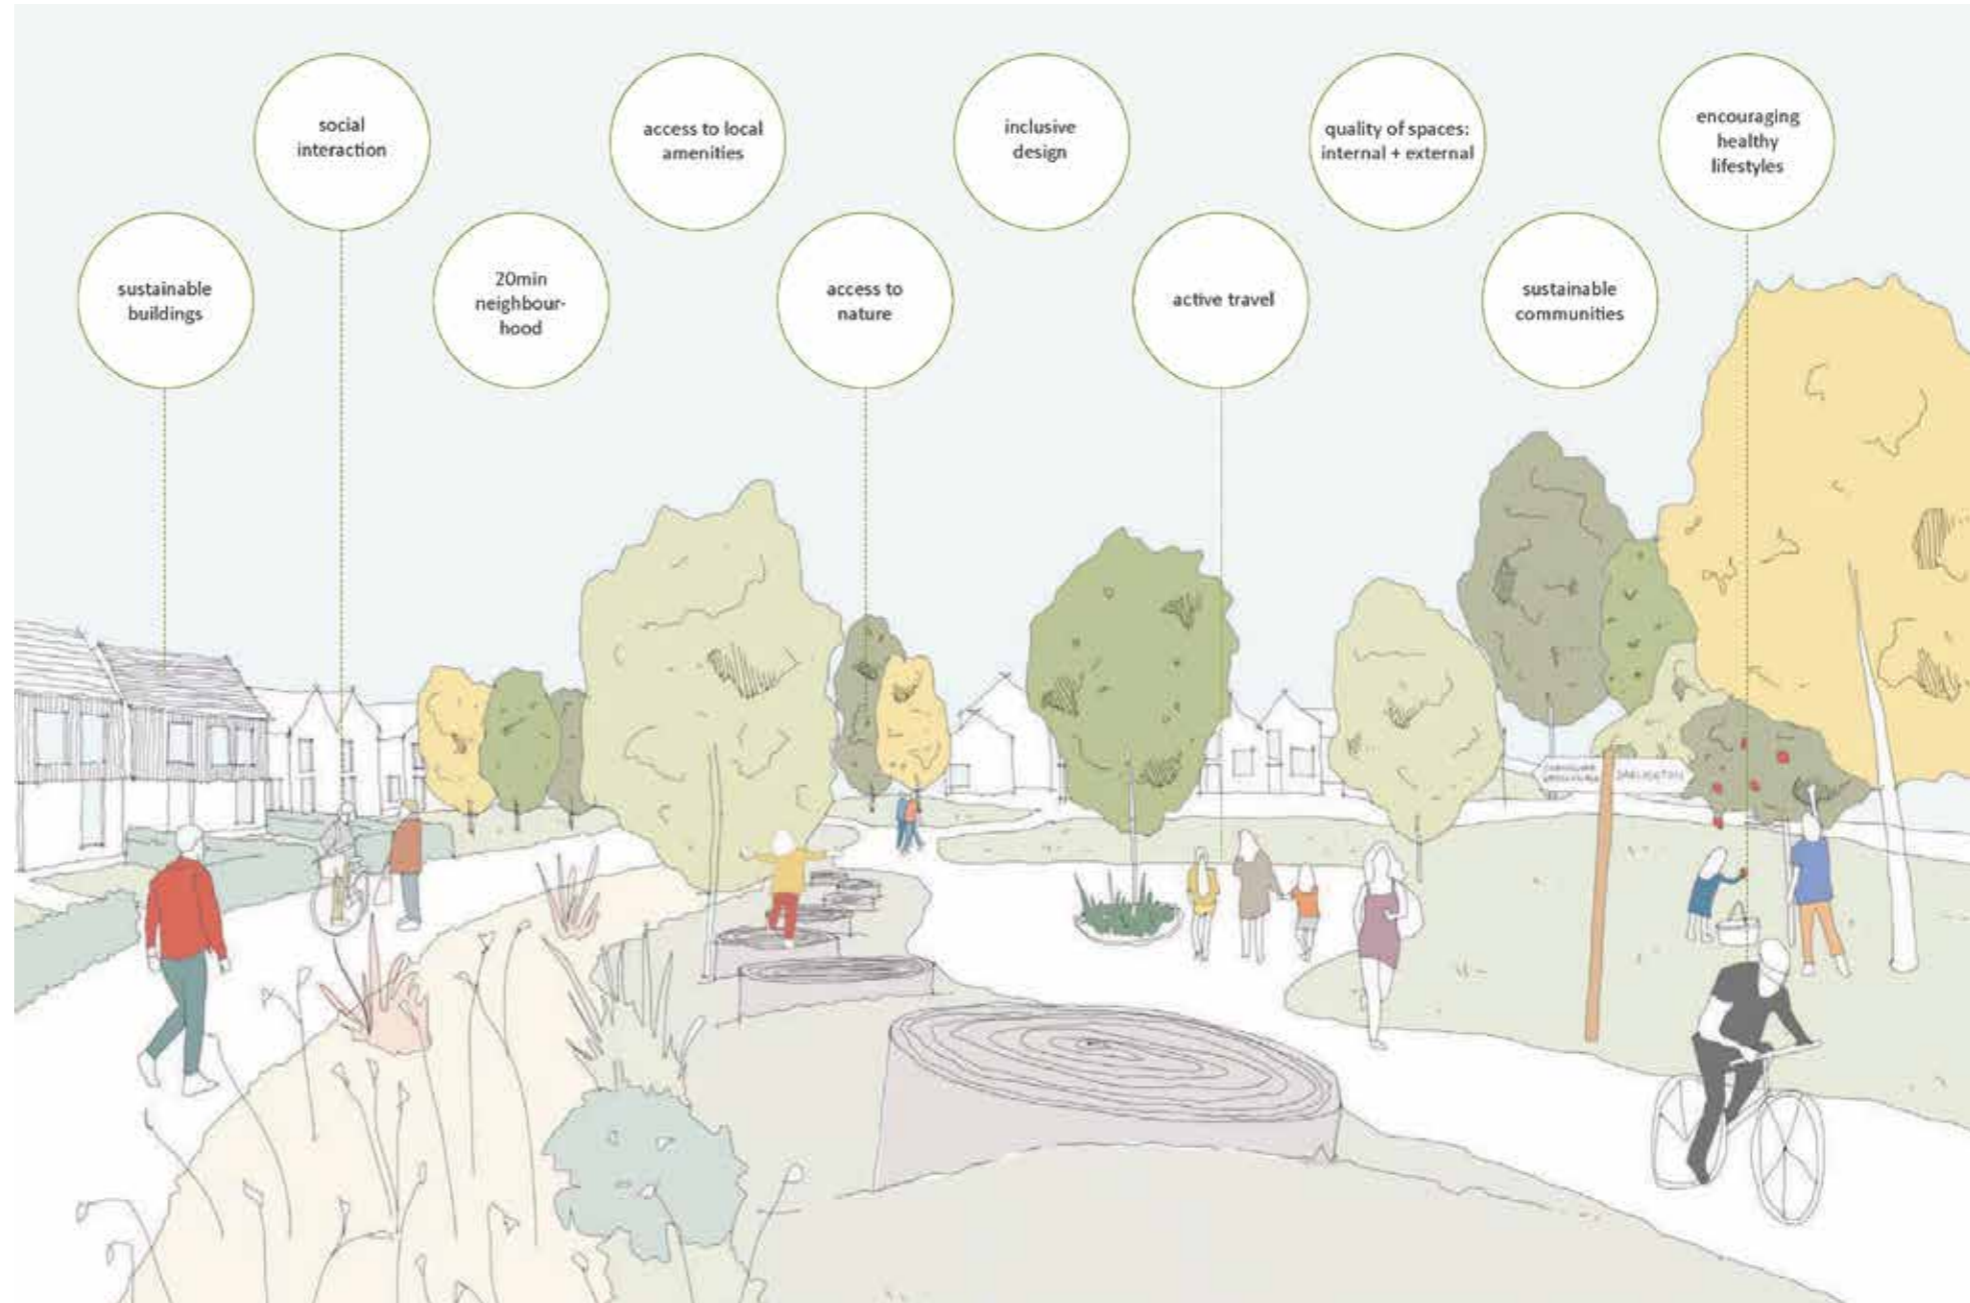 social
interaction
access to local
amenities
inclusive
design
quality of spaces:
internal + external
encouraging
healthy
lifestyles
sustainable
buildings
20min
neighbour-
hood
access to
nature
active travel
sustainable
communities
DARLINGTON